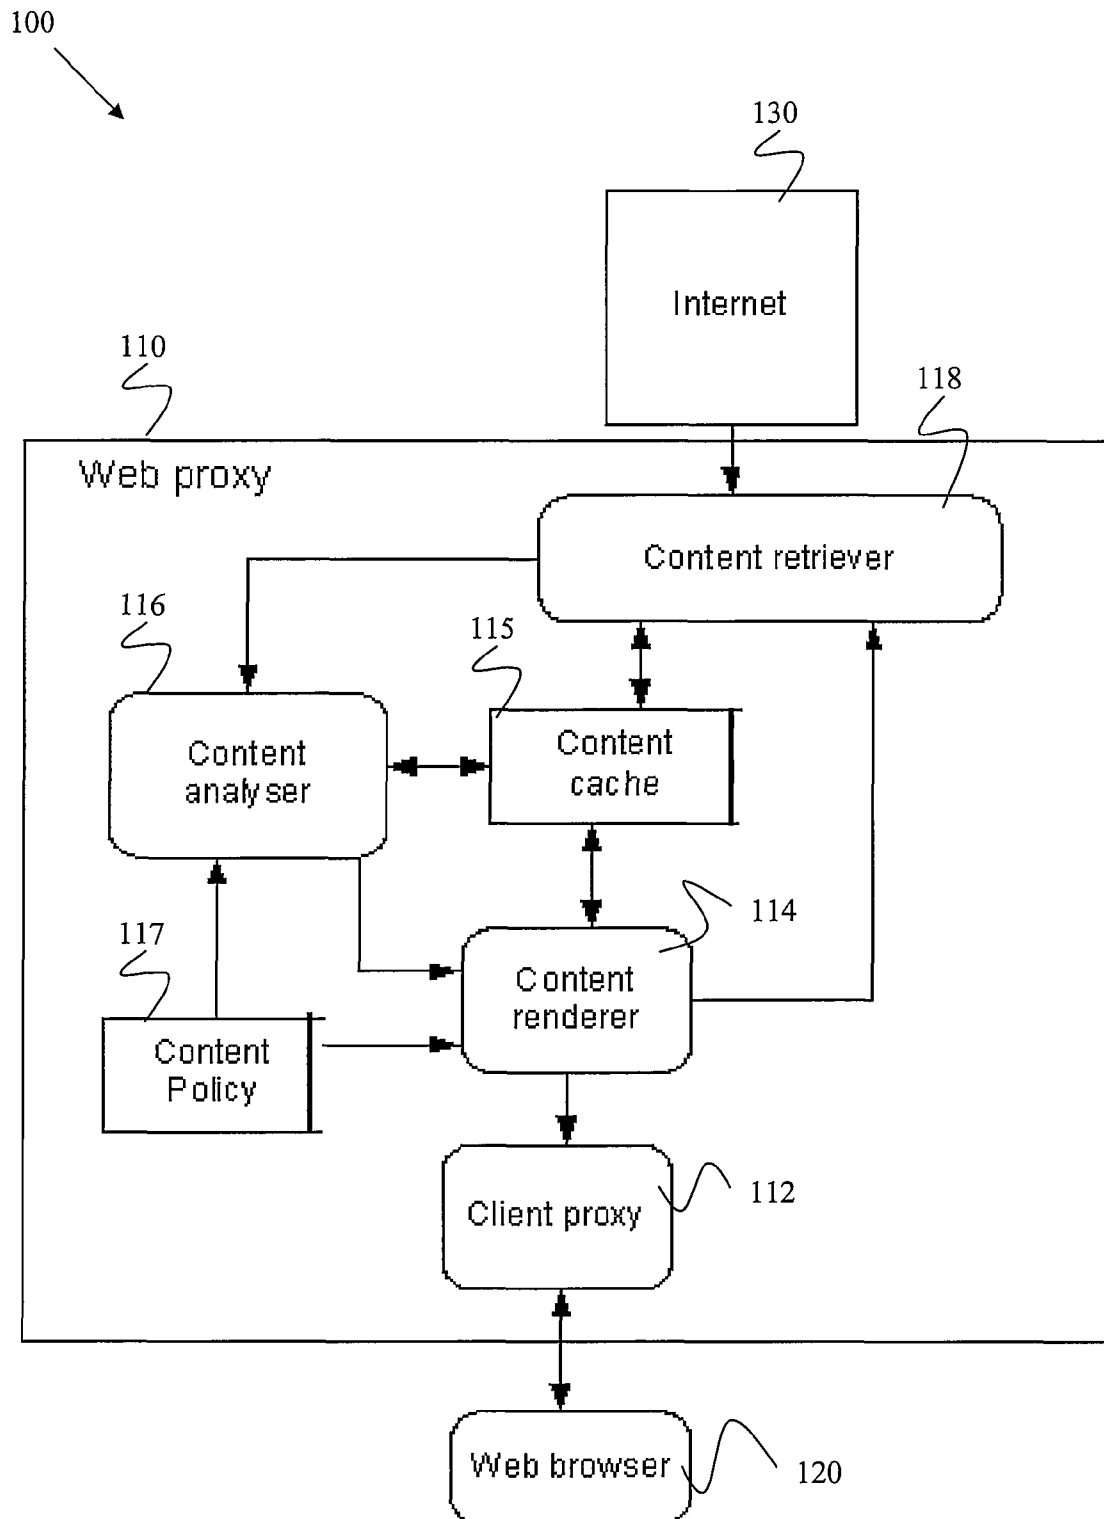 100
130
Internet
110
118
Web proxy
Content retriever
116
115
Content
analyser
Content
cache
114
117
Content
renderer
Content
Policy
Client proxy
112
Web browser
120